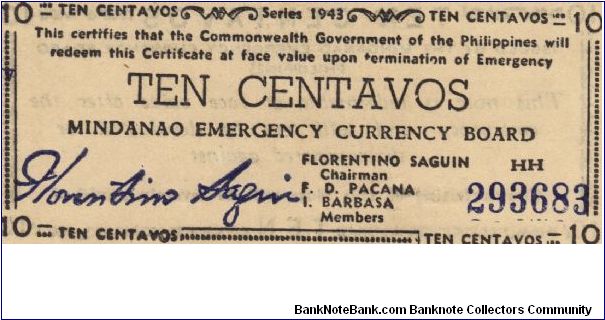 10 TEN CENTAVOS Series 1943 TEN CENTAVOS 10
This certifies that the Commonwealth Government of the Philippines will
redeem this Certifcate at face value upon termination of Emergency
TEN CENTAVOS
MINDANAO EMERGENCY CURRENCY BOARD
Florentino Saguin
FLORENTINO SAGUIN HH
Chairman
F. D. PACANA
I. BARBASA
Members
293683
10 TEN CENTAVOS TEN CENTAVOS 10
BankNoteBank.com Banknote Collectors Community